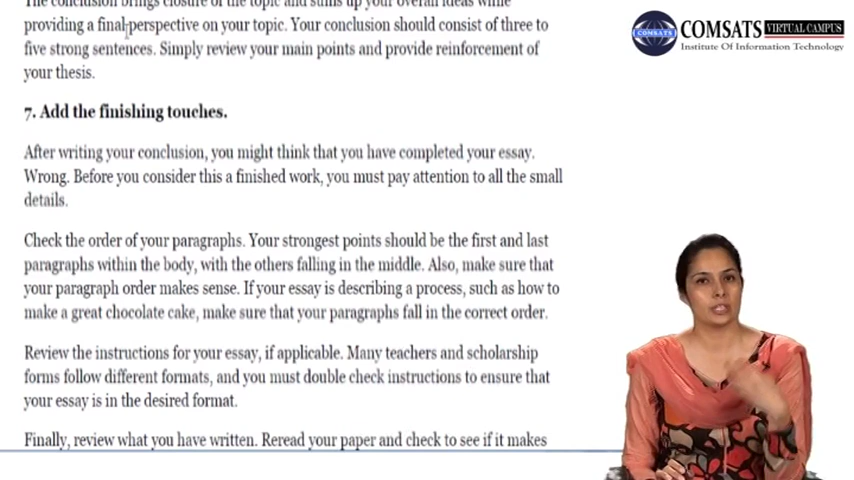 The conclusion brings closure of the topic and sums up your overall ideas while
providing a final perspective on your topic. Your conclusion should consist of three to
five strong sentences. Simply review your main points and provide reinforcement of
your thesis.
7. Add the finishing touches.
After writing your conclusion, you might think that you have completed your essay.
Wrong. Before you consider this a finished work, you must pay attention to all the small
details.
Check the order of your paragraphs. Your strongest points should be the first and last
paragraphs within the body, with the others falling in the middle. Also, make sure that
your paragraph order makes sense. If your essay is describing a process, such as how to
make a great chocolate cake, make sure that your paragraphs fall in the correct order.
Review the instructions for your essay, if applicable. Many teachers and scholarship
forms follow different formats, and you must double check instructions to ensure that
your essay is in the desired format.
Finally, review what you have written. Reread your paper and check to see if it makes
COMSATS
COMSATS VIRTUAL CAMPUS
Institute Of Information Technology